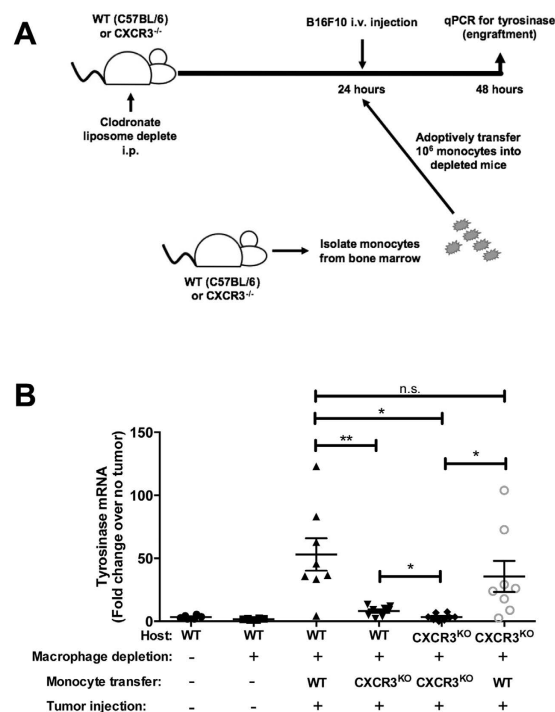 A
WT (C57BL/6)
or CXCR3-/-
B16F10 i.v. injection
qPCR for tyrosinase
(engraftment)
24 hours
48 hours
Clodronate
liposome deplete
i.p.
Adoptively transfer
10⁶ monocytes into
depleted mice
Isolate monocytes
from bone marrow
WT (C57BL/6)
or CXCR3-/-
B
n.s.
*
**
*
*
Tyrosinase mRNA
(Fold change over no tumor)
150
100
50
0
Host: WT WT WT WT CXCR3KO CXCR3KO
Macrophage depletion: - + + + + +
Monocyte transfer: - - WT CXCR3KO CXCR3KO WT
Tumor injection: - - + + + +